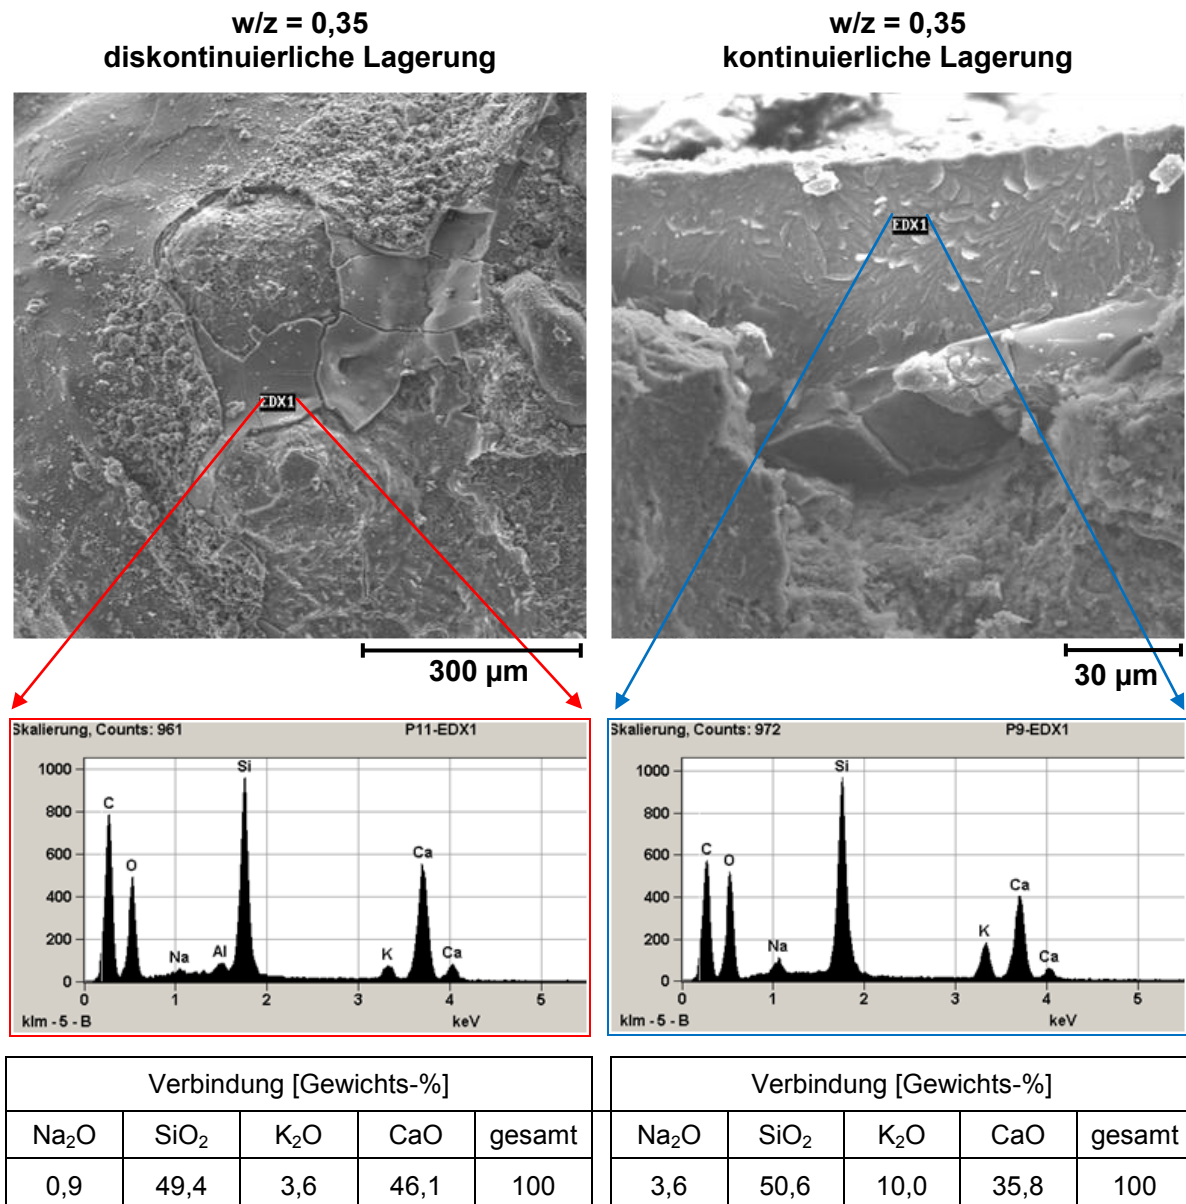 w/z = 0,35
diskontinuierliche Lagerung
w/z = 0,35
kontinuierliche Lagerung
EDX1
EDX1
300 µm
30 µm
Skalierung, Counts: 961 P11-EDX1
1000
800
600
400
200
0
C
O
Na
Al
Si
K
Ca
Ca
0 1 2 3 4 5
klm - 5 - B keV
Skalierung, Counts: 972 P9-EDX1
1000
800
600
400
200
0
C
O
Na
Si
K
Ca
Ca
0 1 2 3 4 5
klm - 5 - B keV
Verbindung [Gewichts-%]
Na₂O SiO₂ K₂O CaO gesamt
0,9 49,4 3,6 46,1 100
Verbindung [Gewichts-%]
Na₂O SiO₂ K₂O CaO gesamt
3,6 50,6 10,0 35,8 100